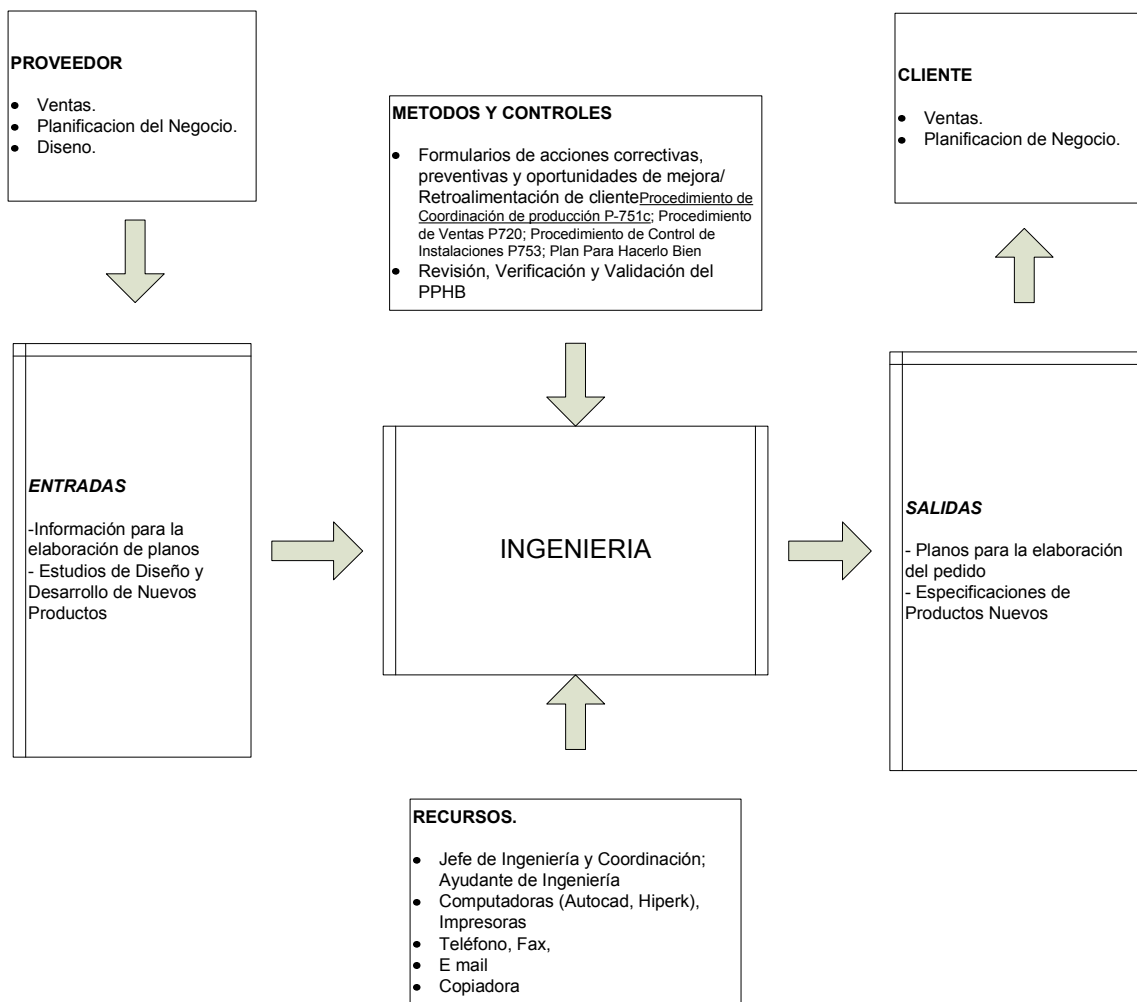 PROVEEDOR
● Ventas.
● Planificacion del Negocio.
● Diseno.
METODOS Y CONTROLES
● Formularios de acciones correctivas,
preventivas y oportunidades de mejora/
Retroalimentación de clienteProcedimiento de
Coordinación de producción P-751c; Procedimiento
de Ventas P720; Procedimiento de Control de
Instalaciones P753; Plan Para Hacerlo Bien
● Revisión, Verificación y Validación del
PPHB
CLIENTE
● Ventas.
● Planificacion de Negocio.
ENTRADAS
-Información para la
elaboración de planos
- Estudios de Diseño y
Desarrollo de Nuevos
Productos
INGENIERIA
SALIDAS
- Planos para la elaboración
del pedido
- Especificaciones de
Productos Nuevos
RECURSOS.
● Jefe de Ingeniería y Coordinación;
Ayudante de Ingeniería
● Computadoras (Autocad, Hiperk),
Impresoras
● Teléfono, Fax,
● E mail
● Copiadora